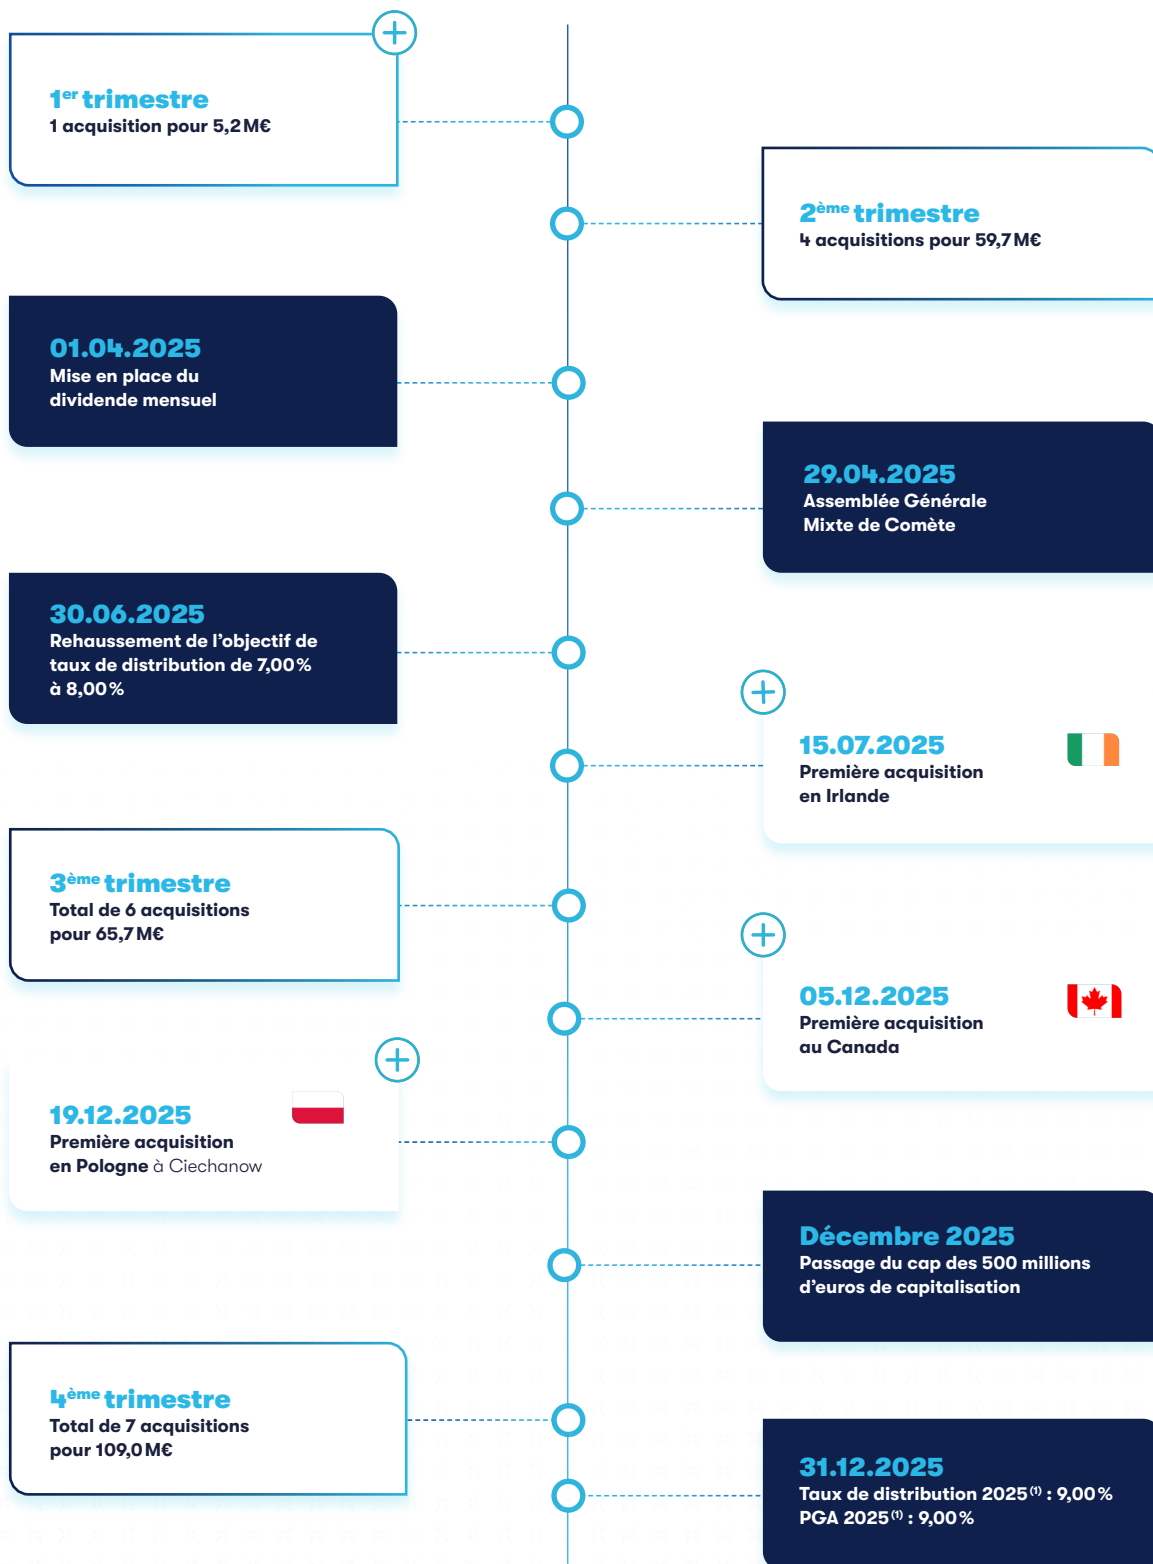 1er trimestre
1 acquisition pour 5,2 M€
2ème trimestre
4 acquisitions pour 59,7 M€
01.04.2025
Mise en place du
dividende mensuel
29.04.2025
Assemblée Générale
Mixte de Comète
30.06.2025
Rehaussement de l’objectif de
taux de distribution de 7,00 %
à 8,00 %
15.07.2025
Première acquisition
en Irlande
3ème trimestre
Total de 6 acquisitions
pour 65,7 M€
05.12.2025
Première acquisition
au Canada
19.12.2025
Première acquisition
en Pologne à Ciechanow
Décembre 2025
Passage du cap des 500 millions
d’euros de capitalisation
4ème trimestre
Total de 7 acquisitions
pour 109,0 M€
31.12.2025
Taux de distribution 2025(1) : 9,00 %
PGA 2025(1) : 9,00 %